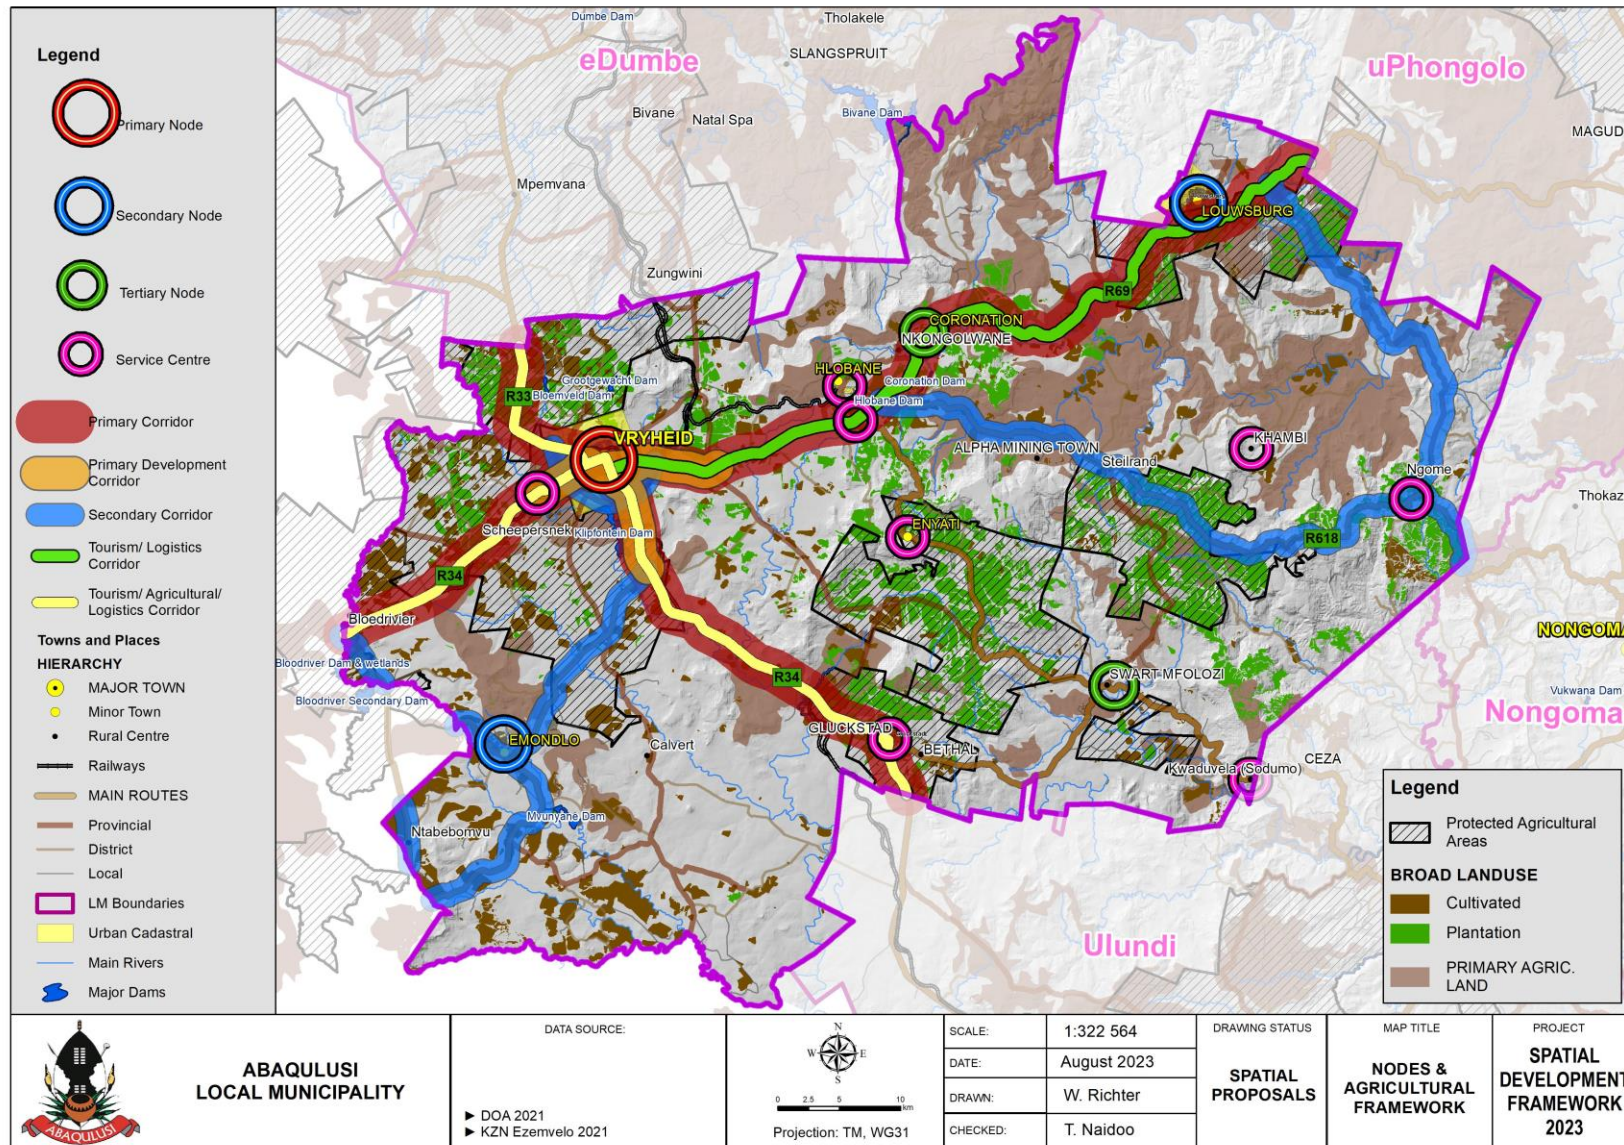 Legend
Primary Node
Secondary Node
Tertiary Node
Service Centre
Primary Corridor
Primary Development
Corridor
Secondary Corridor
Tourism/ Logistics
Corridor
Tourism/ Agricultural/
Logistics Corridor
Towns and Places
HIERARCHY
MAJOR TOWN
Minor Town
Rural Centre
Railways
MAIN ROUTES
Provincial
District
Local
LM Boundaries
Urban Cadastral
Main Rivers
Major Dams
Dumbe Dam
Tholakele
SLANGSPRUIT
eDumbe
uPhongolo
Bivane
Natal Spa
Bivane Dam
MAGUD
Mpemvana
LOUWSBURG
Zungwini
R69
CORONATION
NKONGOLWANE
HLOBANE
Grootgewacht Dam
Coronation Dam
R33
Bloemveld Dam
Hlobane Dam
VRYHEID
KHAMBI
ALPHA MINING TOWN
Steilrand
Ngome
Thokaz
Scheepersnek
Klipfontein Dam
ENYATI
R618
R34
Bloedrivier
NONGOMA
Bloodriver Dam & wetlands
SWART MFOLOZI
R34
Vukwana Dam
Bloodriver Secondary Dam
Nongoma
GLUCKSTAD
EMONDLO
Calvert
BETHAL
CEZA
Kwaduvela (Sodumo)
Mvunyane Dam
Ntabebomvu
Ulundi
Legend
Protected Agricultural
Areas
BROAD LANDUSE
Cultivated
Plantation
PRIMARY AGRIC.
LAND
ABAQULUSI
ABAQULUSI
LOCAL MUNICIPALITY
DATA SOURCE:
► DOA 2021
► KZN Ezemvelo 2021
N
W E
S
0 2.5 5 10
km
Projection: TM, WG31
SCALE: 1:322 564
DATE: August 2023
DRAWN: W. Richter
CHECKED: T. Naidoo
DRAWING STATUS
SPATIAL
PROPOSALS
MAP TITLE
NODES &
AGRICULTURAL
FRAMEWORK
PROJECT
SPATIAL
DEVELOPMENT
FRAMEWORK
2023